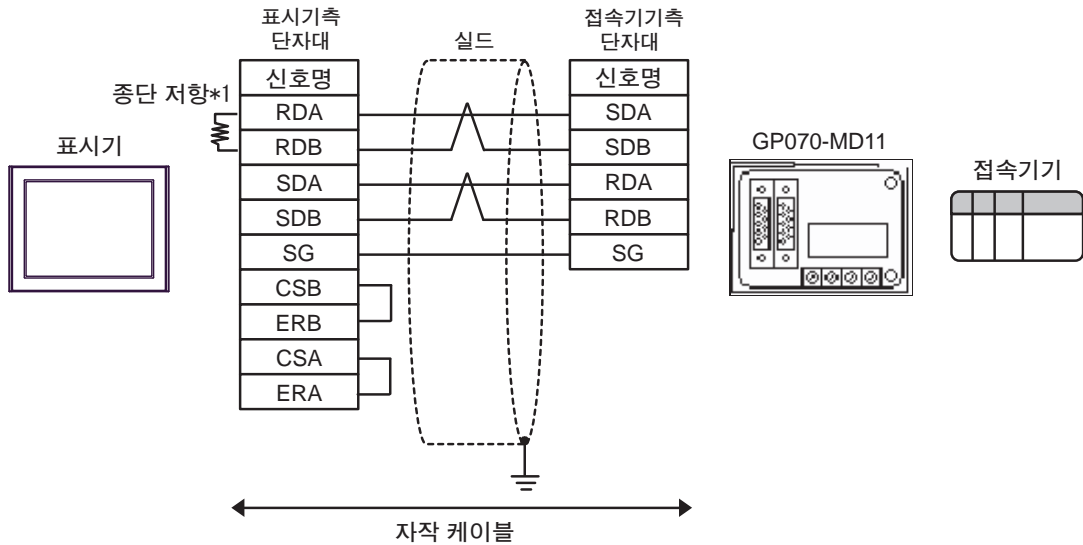 표시기측
단자대
실드
접속기기측
단자대
신호명
신호명
종단 저항*1
RDA
SDA
RDB
SDB
SDA
RDA
SDB
RDB
SG
SG
CSB
ERB
CSA
ERA
표시기
GP070-MD11
접속기기
자작 케이블